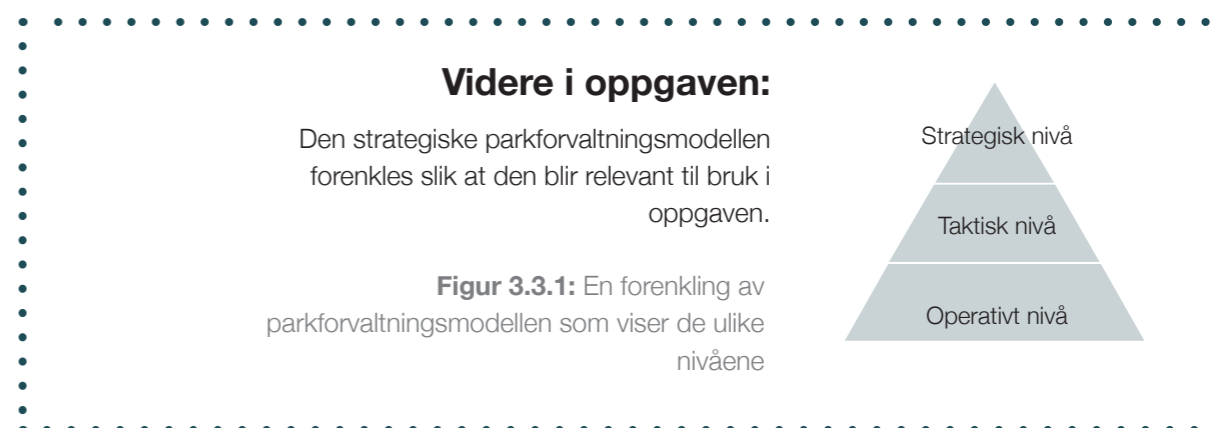 Videre i oppgaven:
Den strategiske parkforvaltningsmodellen
forenkles slik at den blir relevant til bruk i
oppgaven.
Figur 3.3.1: En forenkling av
parkforvaltningsmodellen som viser de ulike
nivåene
Strategisk nivå
Taktisk nivå
Operativt nivå